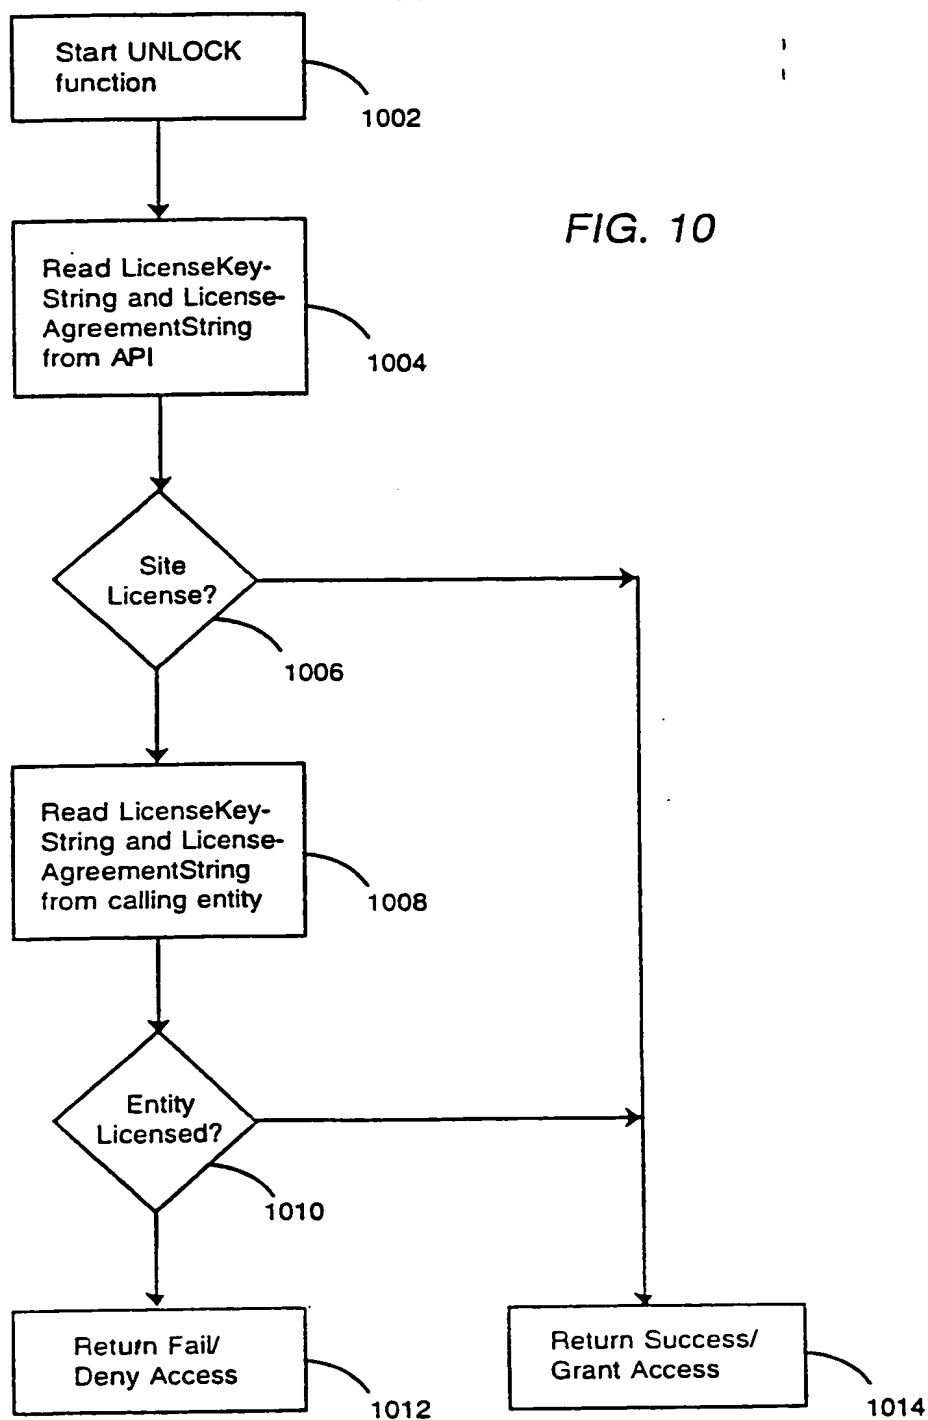 Start UNLOCK
function
1002
FIG. 10
Read LicenseKey-
String and License-
AgreementString
from API
1004
Site
License?
1006
Read LicenseKey-
String and License-
AgreementString
from calling entity
1008
Entity
Licensed?
1010
Return Fail/
Deny Access
1012
Return Success/
Grant Access
1014